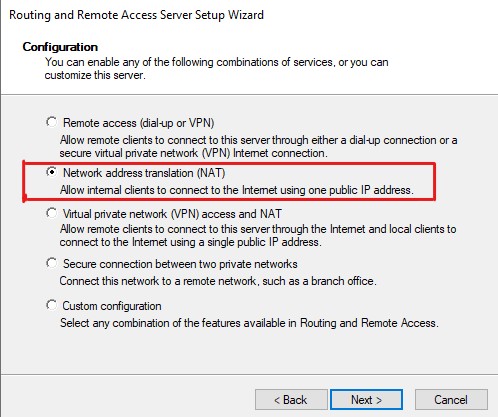 Routing and Remote Access Server Setup Wizard
Configuration
You can enable any of the following combinations of services, or you can
customize this server.
Remote access (dial-up or VPN)
Allow remote clients to connect to this server through either a dial-up connection or a
secure virtual private network (VPN) Internet connection.
Network address translation (NAT)
Allow internal clients to connect to the Internet using one public IP address.
Virtual private network (VPN) access and NAT
Allow remote clients to connect to this server through the Internet and local clients to
connect to the Internet using a single public IP address.
Secure connection between two private networks
Connect this network to a remote network, such as a branch office.
Custom configuration
Select any combination of the features available in Routing and Remote Access.
< Back Next > Cancel